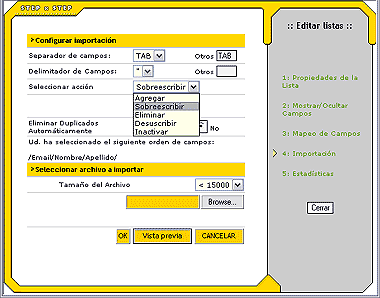 STEP x STEP
:: Editar listas ::
> Configurar importación
Separador de campos: TAB Otros TAB
Delimitador de Campos: " Otros
Seleccionar acción Sobreescribir
Agregar
Sobreescribir
Eliminar
Desuscribir
Inactivar
Eliminar Duplicados
Automáticamente No
Ud. ha seleccionado el siguiente orden de campos:
/Email/Nombre/Apellido/
> Seleccionar archivo a importar
Tamaño del Archivo < 15000
Browse...
OK Vista previa CANCELAR
1: Propiedades de la
Lista
2: Mostrar/Ocultar
Campos
3: Mapeo de Campos
4: Importación
5: Estadísticas
Cerrar